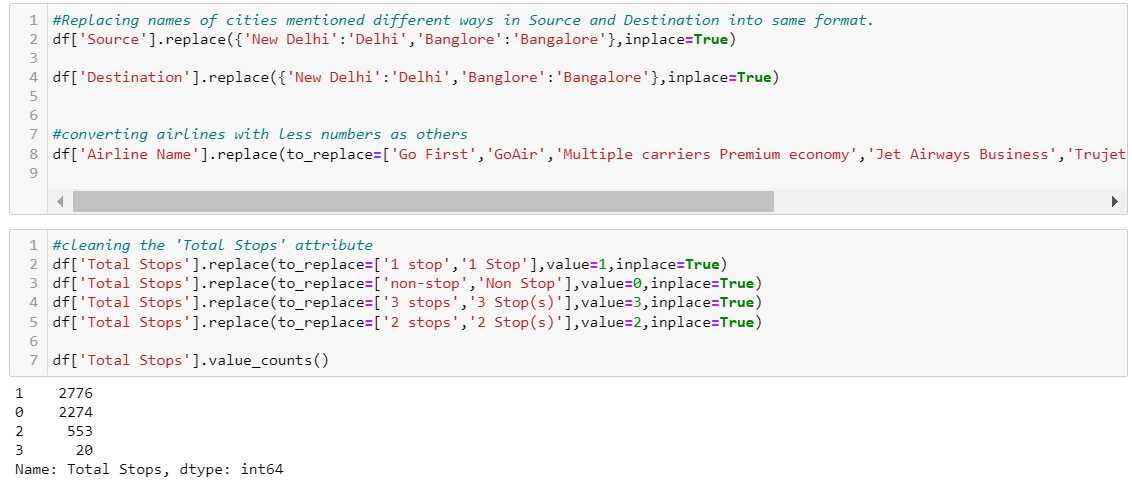 1 #Replacing names of cities mentioned different ways in Source and Destination into same format.
2 df['Source'].replace({'New Delhi':'Delhi','Banglore':'Bangalore'},inplace=True)
3
4 df['Destination'].replace({'New Delhi':'Delhi','Banglore':'Bangalore'},inplace=True)
5
6
7 #converting airlines with less numbers as others
8 df['Airline Name'].replace(to_replace=['Go First','GoAir','Multiple carriers Premium economy','Jet Airways Business','Trujet
9
1 #cleaning the 'Total Stops' attribute
2 df['Total Stops'].replace(to_replace=['1 stop','1 Stop'],value=1,inplace=True)
3 df['Total Stops'].replace(to_replace=['non-stop','Non Stop'],value=0,inplace=True)
4 df['Total Stops'].replace(to_replace=['3 stops','3 Stop(s)'],value=3,inplace=True)
5 df['Total Stops'].replace(to_replace=['2 stops','2 Stop(s)'],value=2,inplace=True)
6
7 df['Total Stops'].value_counts()
1    2776
0    2274
2     553
3      20
Name: Total Stops, dtype: int64